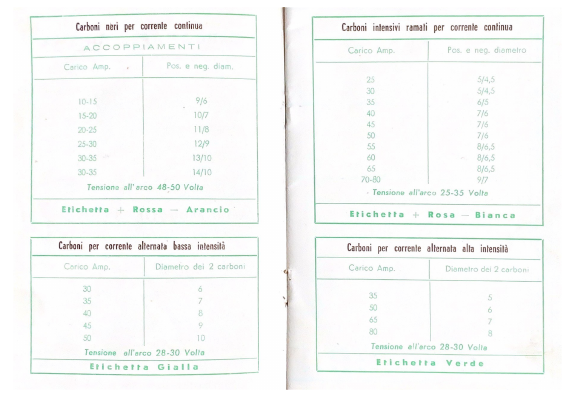 Carboni neri per corrente continua
ACCOPPIAMENTI
Carico Amp. Pos. e neg. diam.
10-15 9/6
15-20 10/7
20-25 11/8
25-30 12/9
30-35 13/10
30-35 14/10
Tensione all'arco 48-50 Volta
Etichetta + Rossa — Arancio
Carboni per corrente alternata bassa intensità
Carico Amp. Diametro dei 2 carboni
30 6
35 7
40 8
45 9
50 10
Tensione all'arco 28-30 Volta
Etichetta Gialla
Carboni intensivi ramati per corrente continua
Carico Amp. Pos. e neg. diametro
25 5/4,5
30 5/4,5
35 6/5
40 7/6
45 7/6
50 7/6
55 8/6,5
60 8/6,5
65 8/6,5
70-80 9/7
Tensione all'arco 25-35 Volta
Etichetta + Rosa — Bianca
Carboni per corrente alternata alta intensità
Carico Amp. Diametro dei 2 carboni
35 5
50 6
65 7
80 8
Tensione all'arco 28-30 Volta
Etichetta Verde